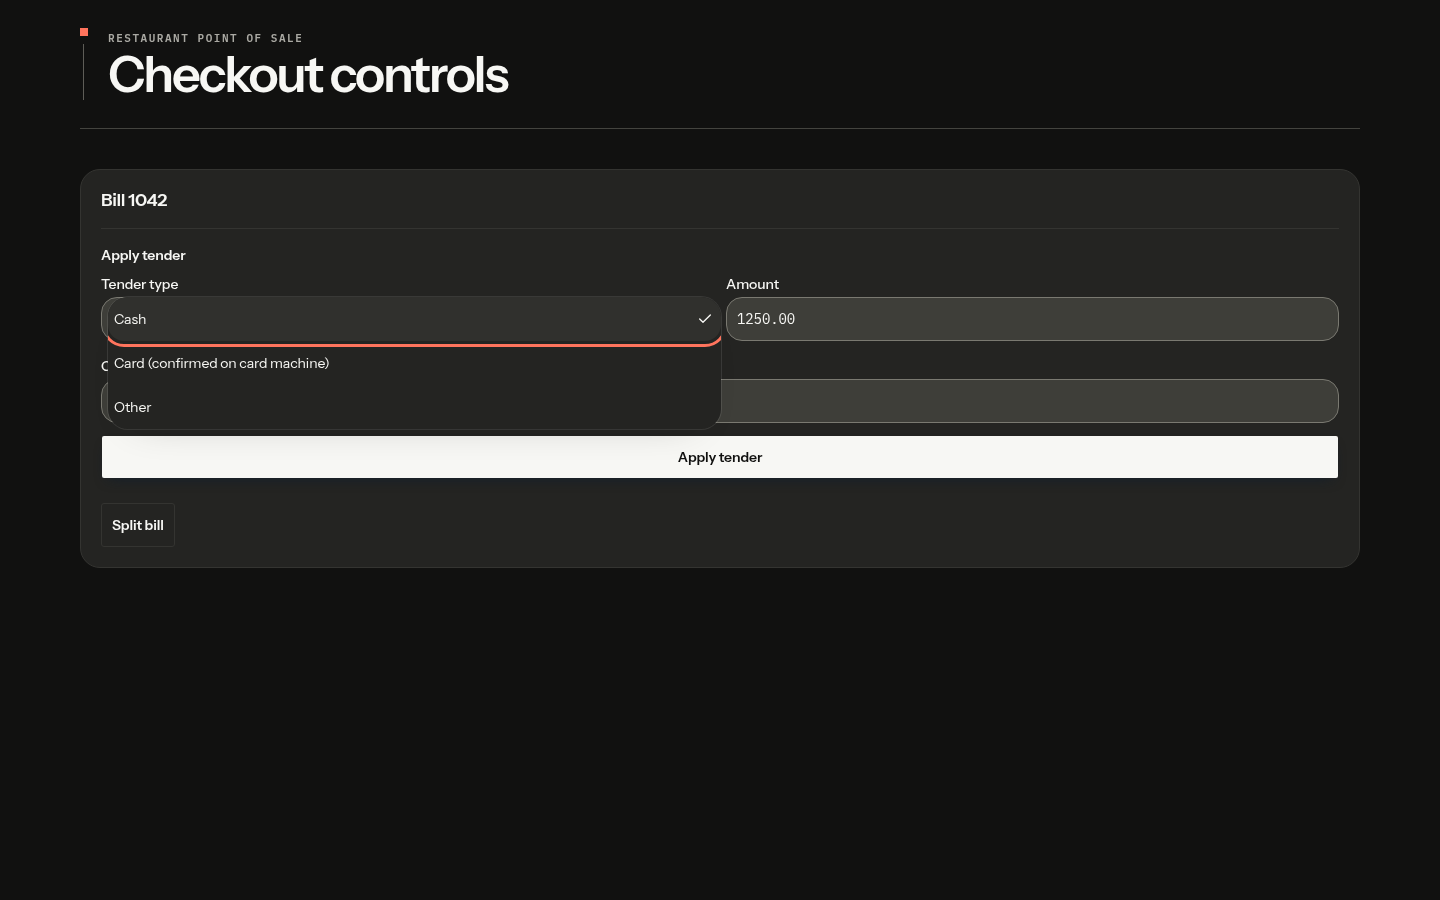 RESTAURANT POINT OF SALE
Checkout controls
Bill 1042
Apply tender
Tender type
Amount
Cash
1250.00
Card (confirmed on card machine)
Other
Apply tender
Split bill